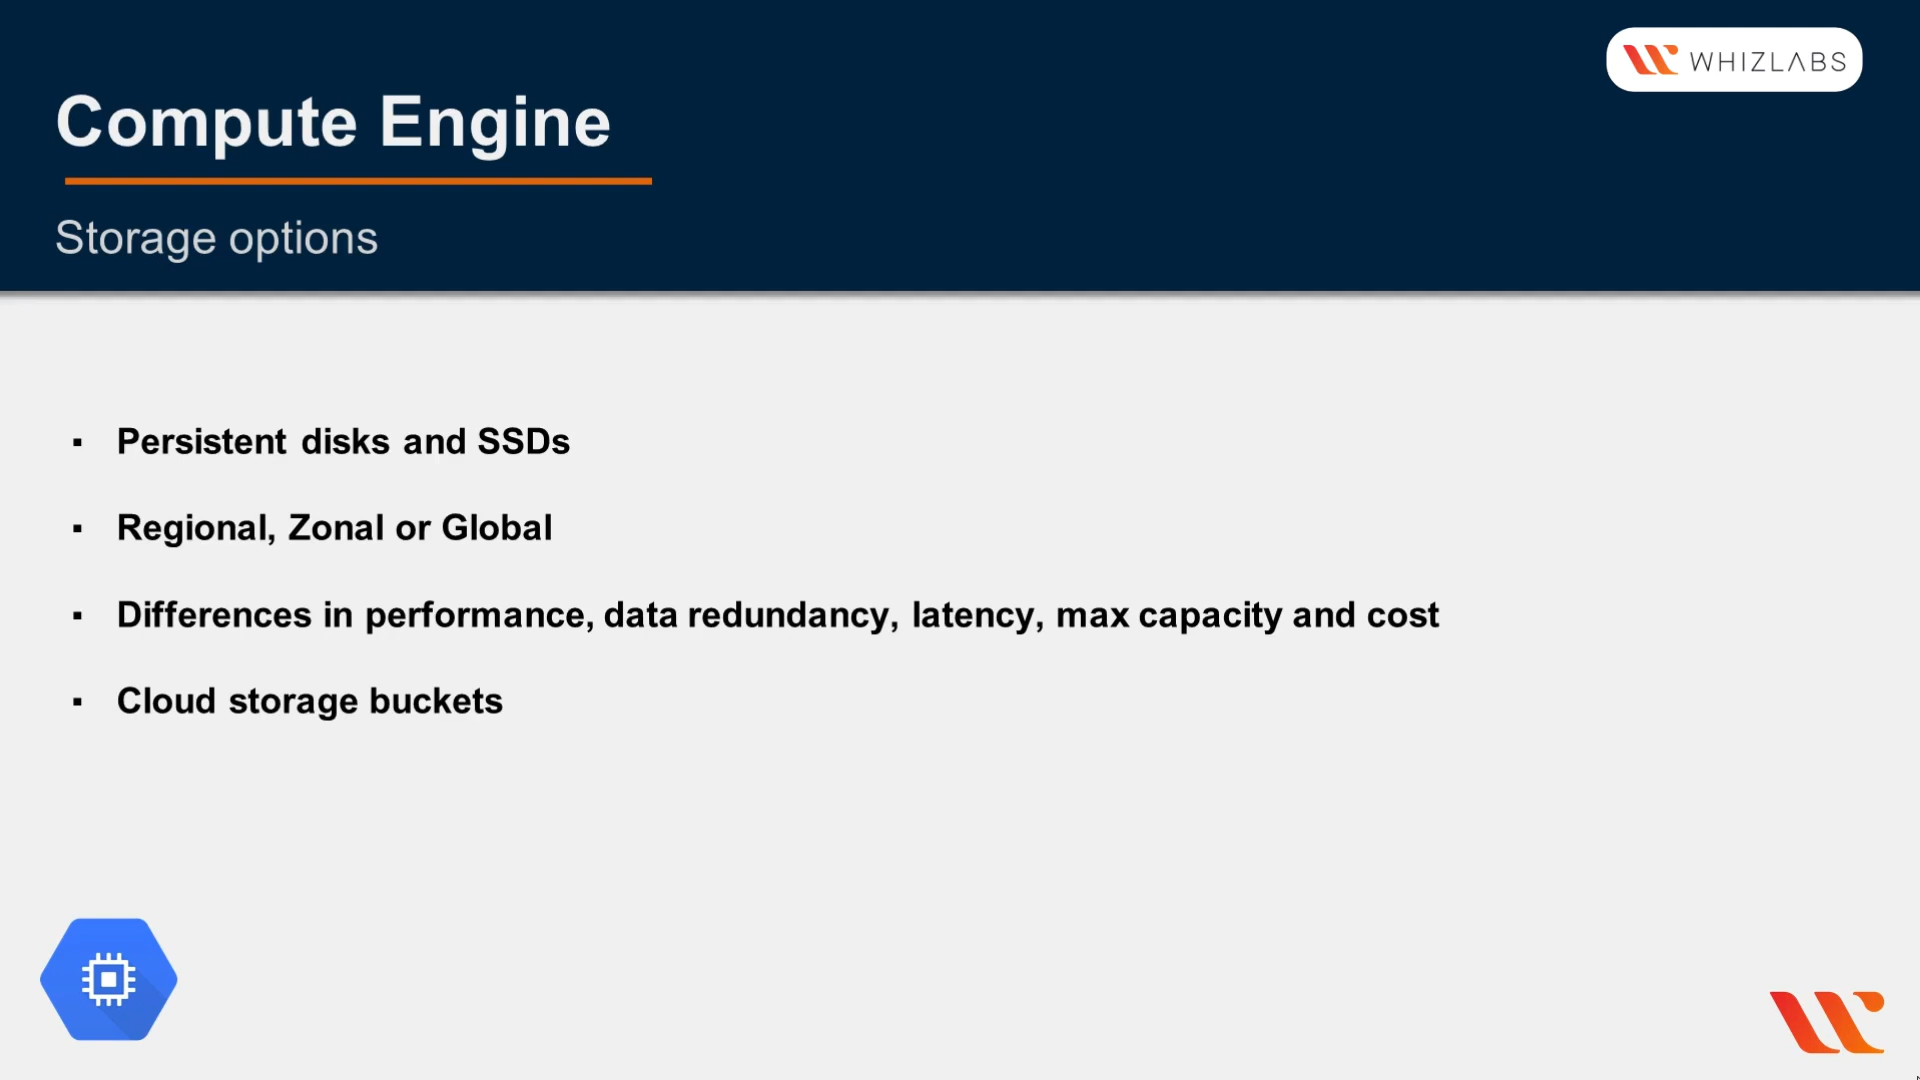 WHIZLABS
Compute Engine
Storage options
▪ Persistent disks and SSDs
▪ Regional, Zonal or Global
▪ Differences in performance, data redundancy, latency, max capacity and cost
▪ Cloud storage buckets